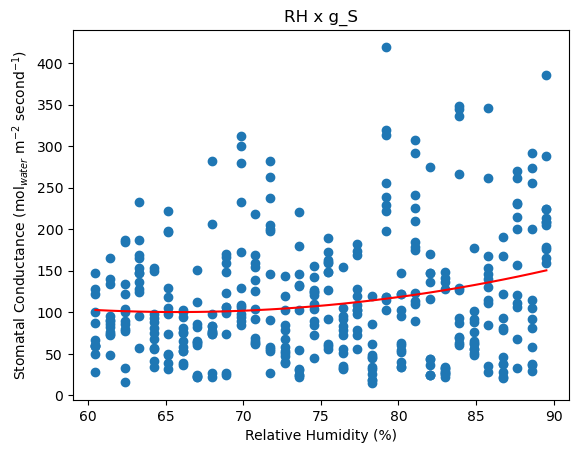 RH x g_S
Stomatal Conductance (mol_water m⁻² second⁻¹)
400
350
300
250
200
150
100
50
0
60 65 70 75 80 85 90
Relative Humidity (%)